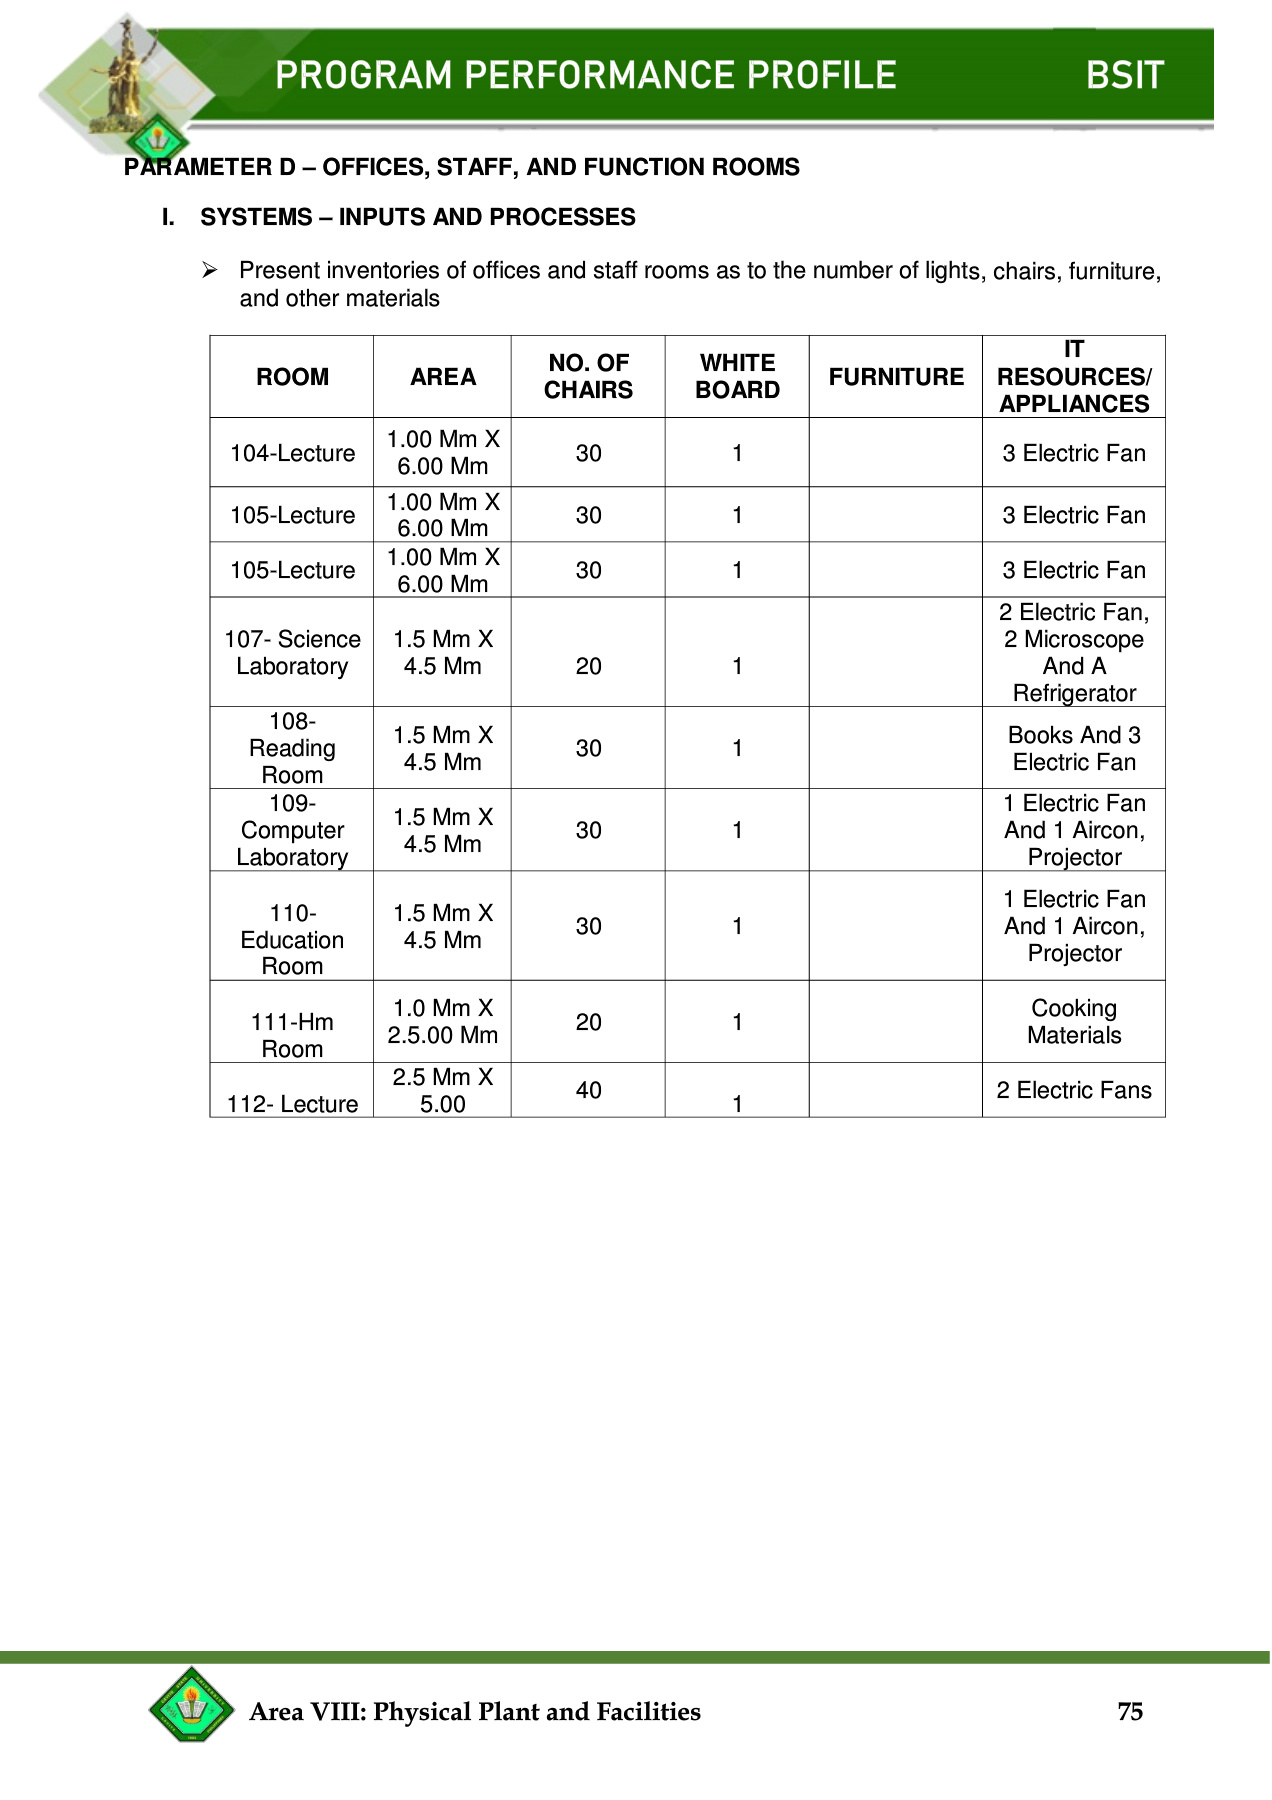 PROGRAM PERFORMANCE PROFILE BSIT
PARAMETER D – OFFICES, STAFF, AND FUNCTION ROOMS
I. SYSTEMS – INPUTS AND PROCESSES
➢ Present inventories of offices and staff rooms as to the number of lights, chairs, furniture,
and other materials
ROOM
AREA
NO. OF
CHAIRS
WHITE
BOARD
FURNITURE
IT
RESOURCES/
APPLIANCES
104-Lecture
1.00 Mm X
6.00 Mm
30
1
3 Electric Fan
105-Lecture
1.00 Mm X
6.00 Mm
30
1
3 Electric Fan
105-Lecture
1.00 Mm X
6.00 Mm
30
1
3 Electric Fan
107- Science
Laboratory
1.5 Mm X
4.5 Mm
20
1
2 Electric Fan,
2 Microscope
And A
Refrigerator
108-
Reading
Room
1.5 Mm X
4.5 Mm
30
1
Books And 3
Electric Fan
109-
Computer
Laboratory
1.5 Mm X
4.5 Mm
30
1
1 Electric Fan
And 1 Aircon,
Projector
110-
Education
Room
1.5 Mm X
4.5 Mm
30
1
1 Electric Fan
And 1 Aircon,
Projector
111-Hm
Room
1.0 Mm X
2.5.00 Mm
20
1
Cooking
Materials
112- Lecture
2.5 Mm X
5.00
40
1
2 Electric Fans
Area VIII: Physical Plant and Facilities 75